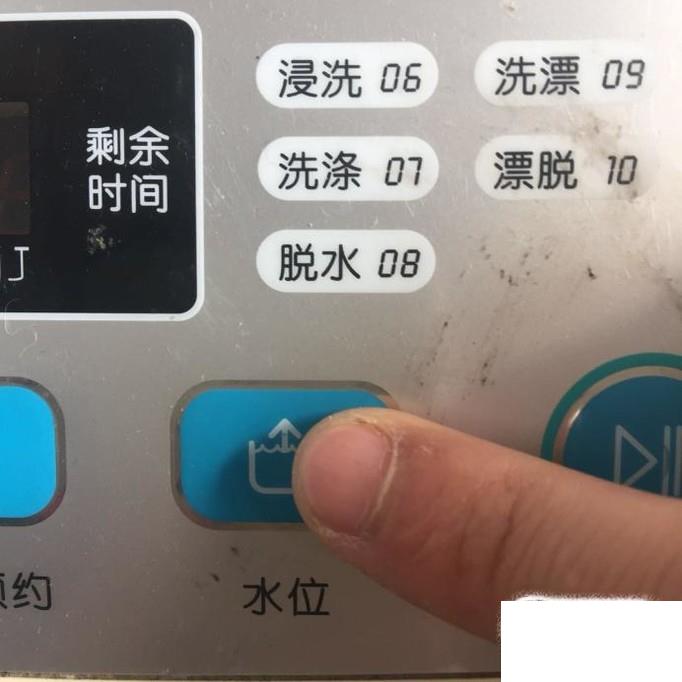 浸洗 06
洗漂 09
剩余
时间
洗涤 07
漂脱 10
脱水 08
约
水位